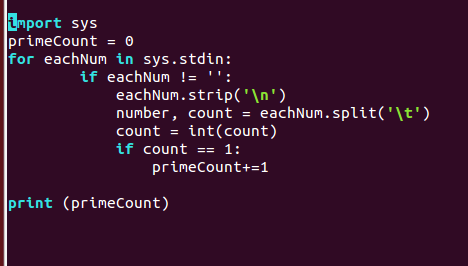 import sys
primeCount = 0
for eachNum in sys.stdin:
        if eachNum != '':
            eachNum.strip('\n')
            number, count = eachNum.split('\t')
            count = int(count)
            if count == 1:
                primeCount+=1

print (primeCount)